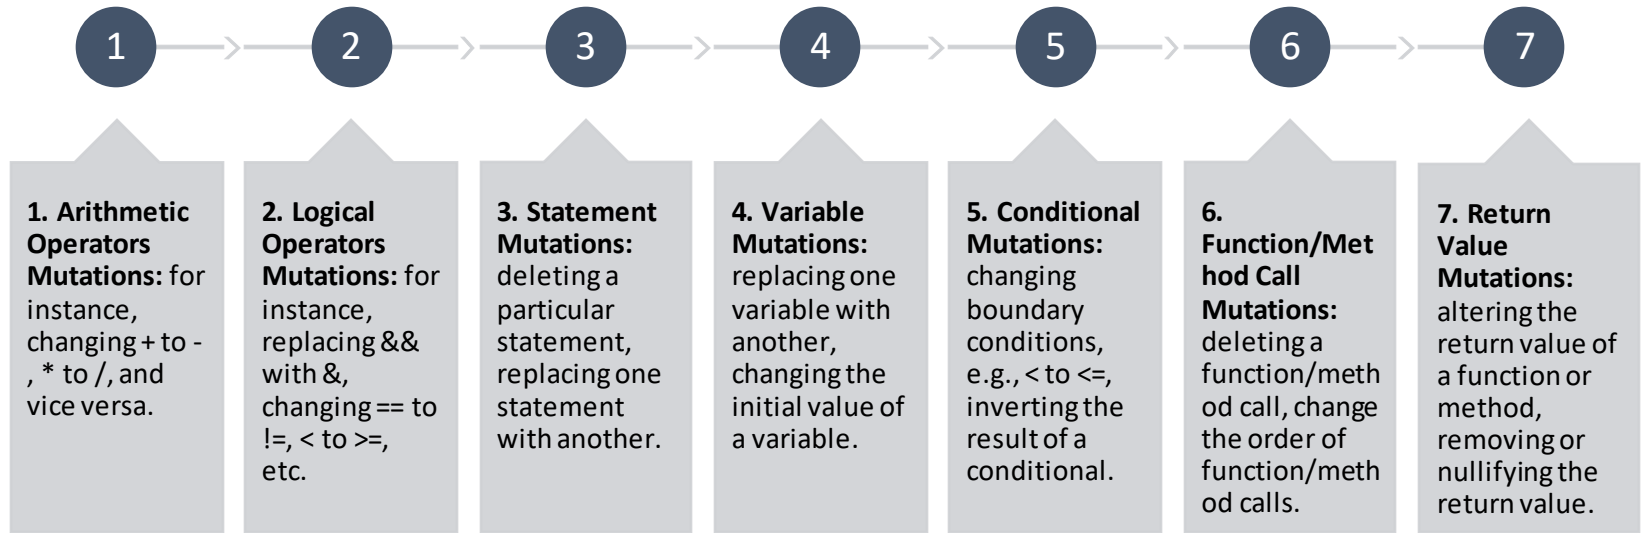 1
2
3
4
5
6
7
1. Arithmetic
Operators
Mutations: for
instance,
changing + to -
, * to /, and
vice versa.
2. Logical
Operators
Mutations: for
instance,
replacing &&
with &,
changing == to
!=, < to >=,
etc.
3. Statement
Mutations:
deleting a
particular
statement,
replacing one
statement
with another.
4. Variable
Mutations:
replacing one
variable with
another,
changing the
initial value of
a variable.
5. Conditional
Mutations:
changing
boundary
conditions,
e.g., < to <=,
inverting the
result of a
conditional.
6.
Function/Met
hod Call
Mutations:
deleting a
function/meth
od call, change
the order of
function/meth
od calls.
7. Return
Value
Mutations:
altering the
return value of
a function or
method,
removing or
nullifying the
return value.